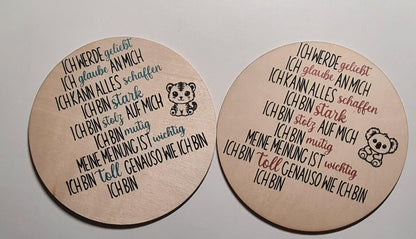 ICH WERDE geliebt
ICH glaube AN MICH
ICH KANN ALLES schaffen
ICH BIN stark
ICH BIN stolz AUF MICH
ICH BIN mutig
MEINE MEINUNG IST wichtig
ICH BIN toll GENAUSO WIE ICH BIN
ICH BIN
ICH WERDE geliebt
ICH glaube AN MICH
ICH KANN ALLES schaffen
ICH BIN stark
ICH BIN stolz AUF MICH
ICH BIN mutig
MEINE MEINUNG IST wichtig
ICH BIN toll GENAUSO WIE ICH BIN
ICH BIN